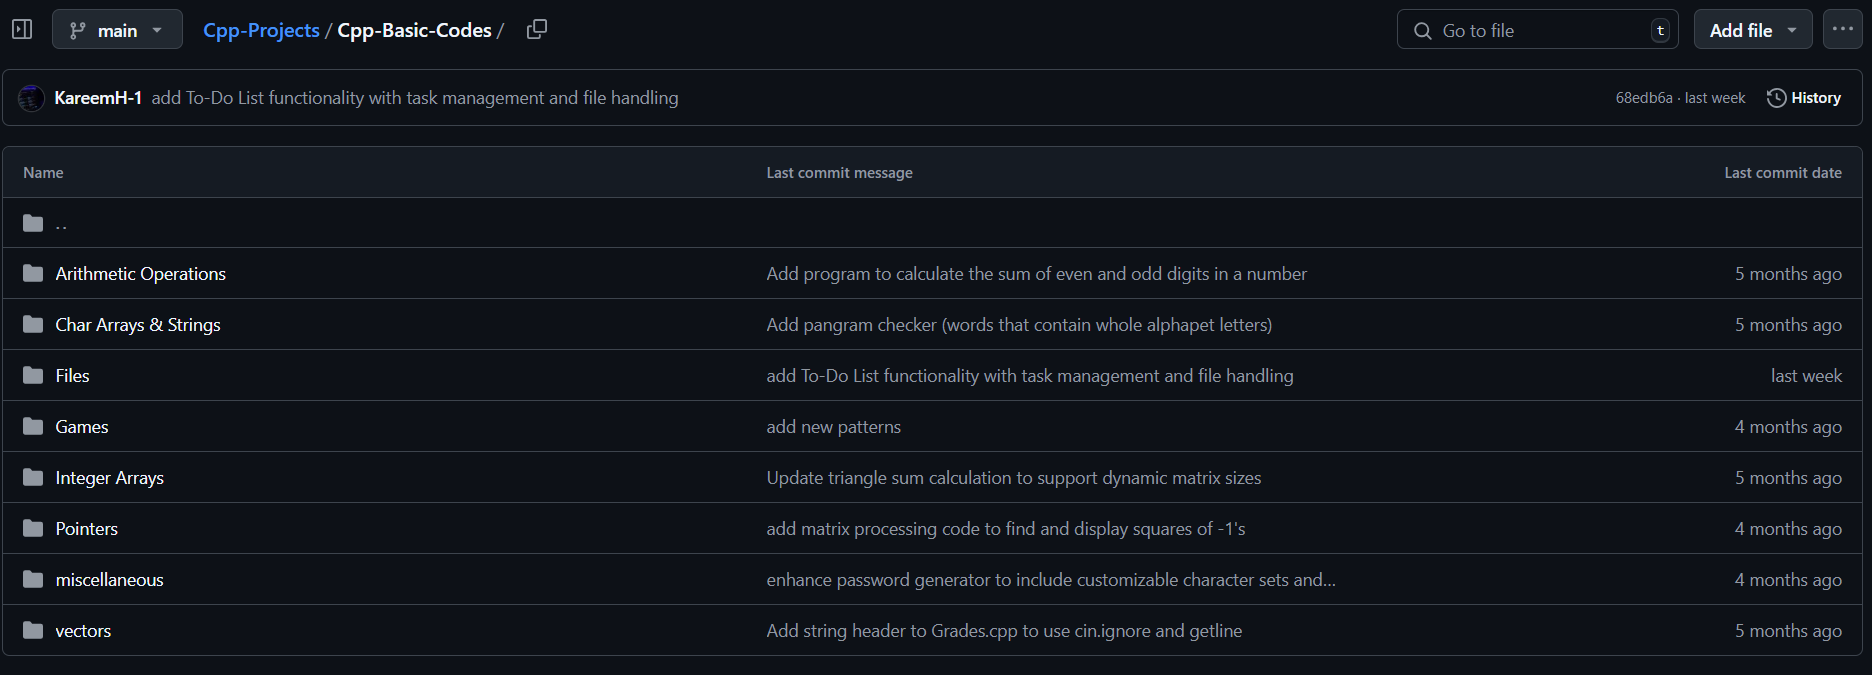 main
Cpp-Projects / Cpp-Basic-Codes /
Go to file t
Add file
KareemH-1 add To-Do List functionality with task management and file handling
68edb6a · last week History
Name Last commit message Last commit date
..
Arithmetic Operations Add program to calculate the sum of even and odd digits in a number 5 months ago
Char Arrays & Strings Add pangram checker (words that contain whole alphapet letters) 5 months ago
Files add To-Do List functionality with task management and file handling last week
Games add new patterns 4 months ago
Integer Arrays Update triangle sum calculation to support dynamic matrix sizes 5 months ago
Pointers add matrix processing code to find and display squares of -1's 4 months ago
miscellaneous enhance password generator to include customizable character sets and... 4 months ago
vectors Add string header to Grades.cpp to use cin.ignore and getline 5 months ago